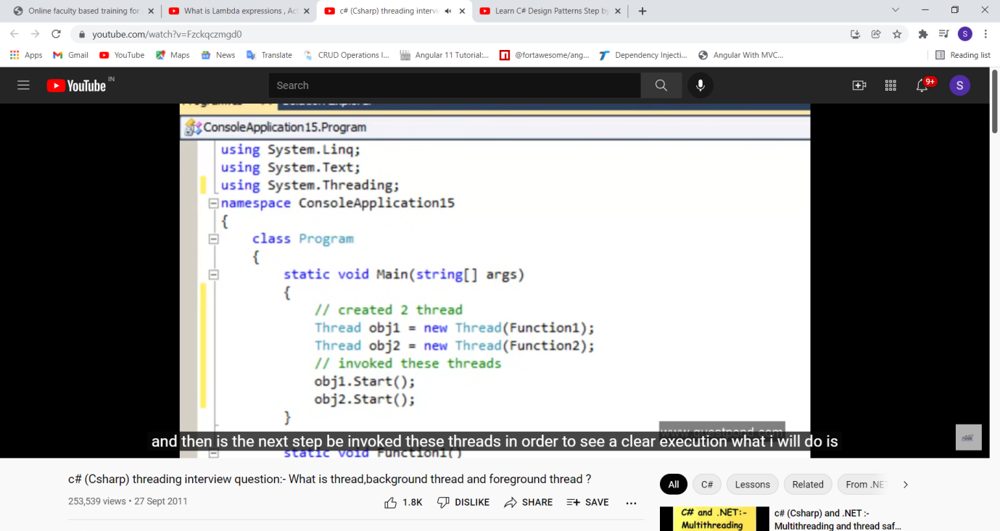 Online faculty based training for
What is Lambda expressions , Ac
c# (Csharp) threading intervi
Learn C# Design Patterns Step by
youtube.com/watch?v=Fzckqczmgd0
S
Apps
Gmail
YouTube
Maps
News
Translate
CRUD Operations I...
Angular 11 Tutorial:...
@fortawesome/ang...
Dependency Injecti...
Angular With MVC...
Reading list
YouTube IN
Search
9+
S
ConsoleApplication15.Program
using System.Linq;
using System.Text;
using System.Threading;
namespace ConsoleApplication15
{
class Program
{
static void Main(string[] args)
{
// created 2 thread
Thread obj1 = new Thread(Function1);
Thread obj2 = new Thread(Function2);
// invoked these threads
obj1.Start();
obj2.Start();
}
www.questpond.com
and then is the next step be invoked these threads in order to see a clear execution what i will do is
static void Function1()
c# (Csharp) threading interview question:- What is thread,background thread and foreground thread ?
253,539 views • 27 Sept 2011
1.8K
DISLIKE
SHARE
SAVE
All
C#
Lessons
Related
From .NE
C# and .NET:-
Multithreading
c# (Csharp) and .NET :-
Multithreading and thread saf...